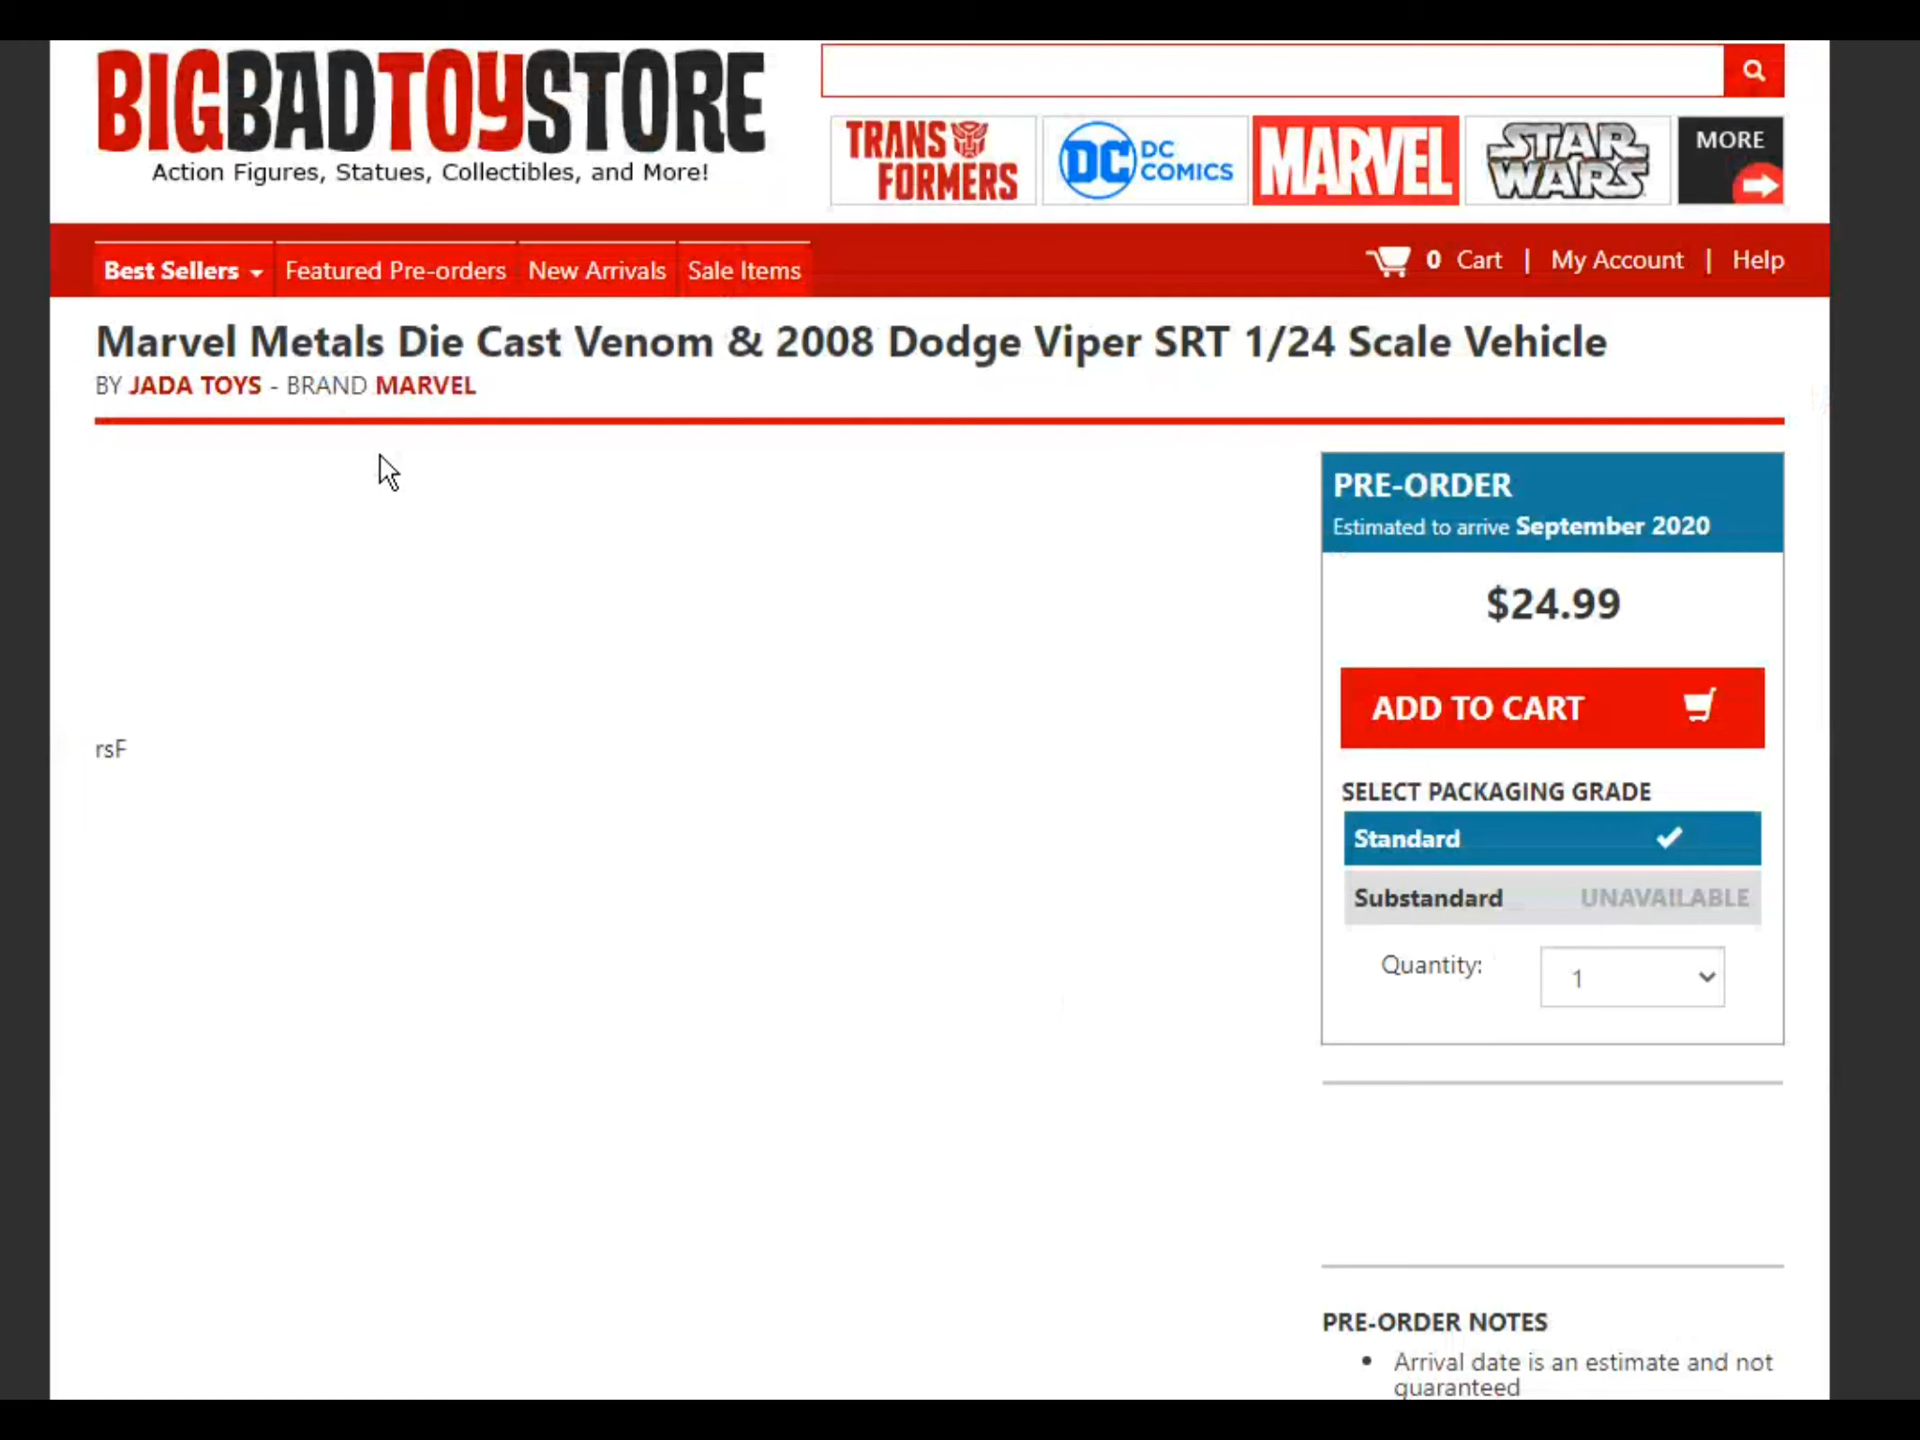 BIGBADTOYSTORE
Action Figures, Statues, Collectibles, and More!
TRANSFORMERS
DC DC COMICS
MARVEL
STAR WARS
MORE
Best Sellers
Featured Pre-orders
New Arrivals
Sale Items
0 Cart | My Account | Help
Marvel Metals Die Cast Venom & 2008 Dodge Viper SRT 1/24 Scale Vehicle
BY JADA TOYS - BRAND MARVEL
PRE-ORDER
Estimated to arrive September 2020
$24.99
ADD TO CART
rsF
SELECT PACKAGING GRADE
Standard
Substandard UNAVAILABLE
Quantity: 1
PRE-ORDER NOTES
• Arrival date is an estimate and not
guaranteed